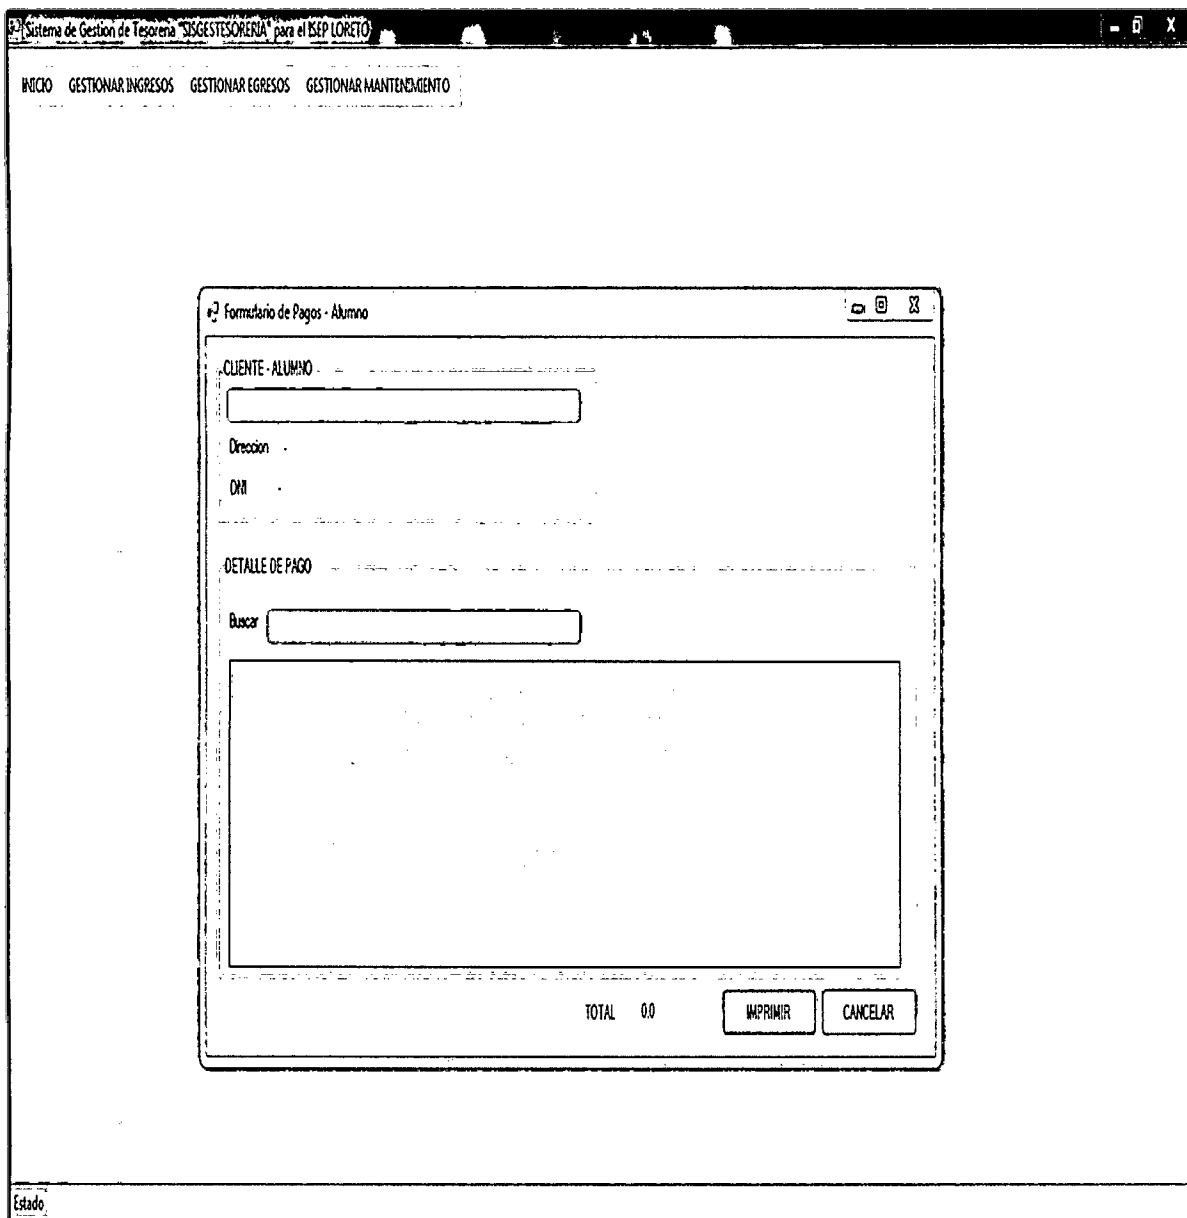 Sistema de Gestion de Tesoreria "SISGESTESORERIA" para el ISEP LORETO
INICIO GESTIONAR INGRESOS GESTIONAR EGRESOS GESTIONAR MANTENIMIENTO
Formulario de Pagos - Alumno
CLIENTE - ALUMNO
Direccion -
DNI -
DETALLE DE PAGO
Buscar
TOTAL 0.0 IMPRIMIR CANCELAR
Estado